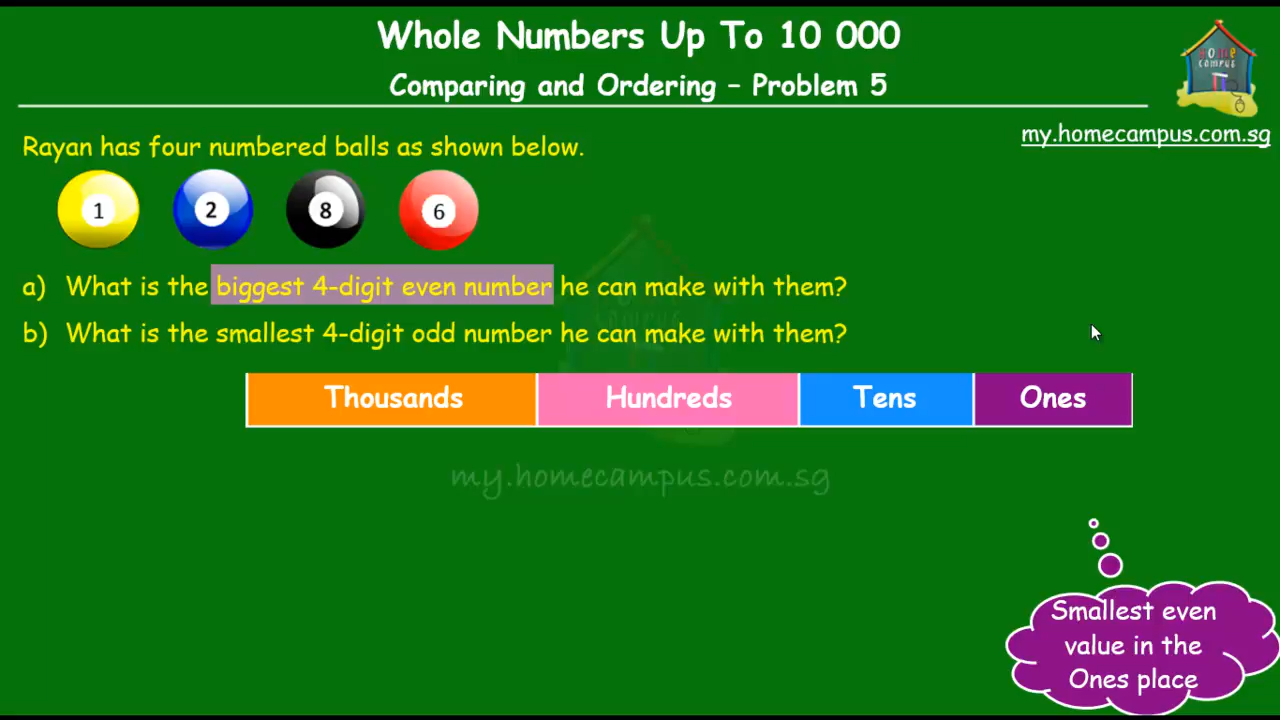 Whole Numbers Up To 10 000
Comparing and Ordering – Problem 5
Home
campus
my.homecampus.com.sg
Rayan has four numbered balls as shown below.
1 2 8 6
a) What is the biggest 4-digit even number he can make with them?
b) What is the smallest 4-digit odd number he can make with them?
Thousands Hundreds Tens Ones
my.homecampus.com.sg
Smallest even
value in the
Ones place